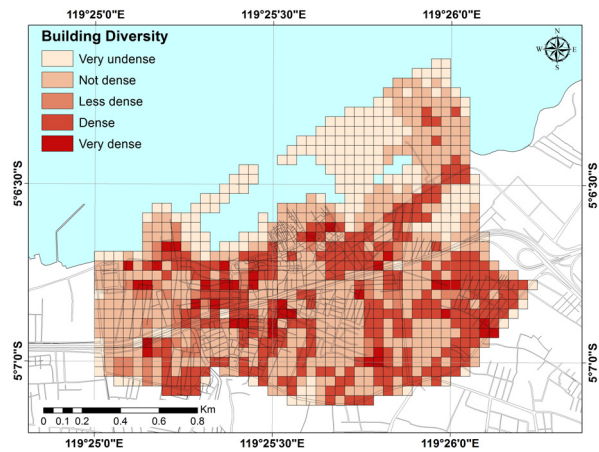 119°25'0"E 119°25'30"E 119°26'0"E
Building Diversity
Very undense
Not dense
Less dense
Dense
Very dense
N
W E
S
5°6'30"S 5°6'30"S
5°7'0"S 5°7'0"S
Km
0 0.1 0.2 0.4 0.6 0.8
119°25'0"E 119°25'30"E 119°26'0"E